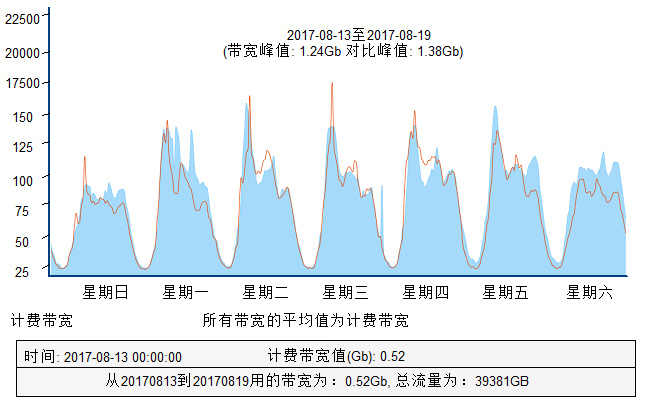 2017-08-13至2017-08-19
(带宽峰值: 1.24Gb 对比峰值: 1.38Gb)
22500
200
17500
150
125
100
75
50
25
星期日 星期一 星期二 星期三 星期四 星期五 星期六
计费带宽 所有带宽的平均值为计费带宽
时间: 2017-08-13 00:00:00 计费带宽值(Gb): 0.52
从20170813到20170819用的带宽为：0.52Gb, 总流量为：39381GB